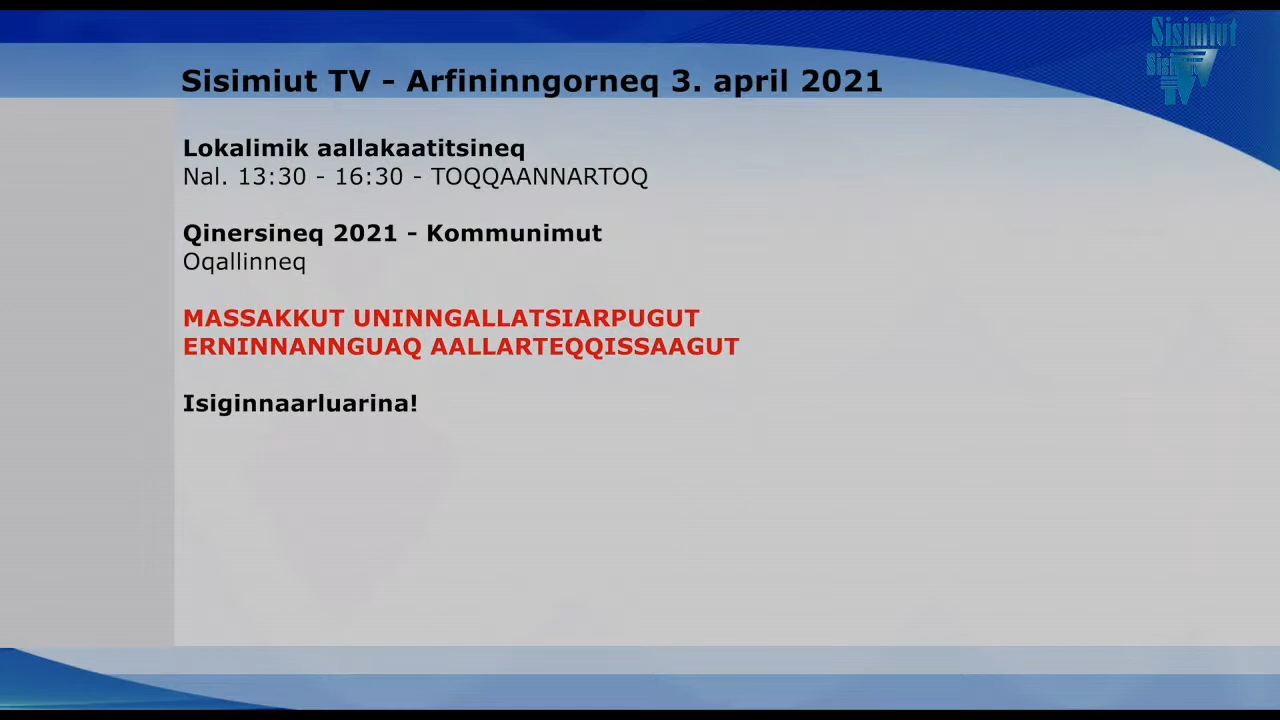 Sisimiut
Sisimiut
TV
Sisimiut TV - Arfininngorneq 3. april 2021
Lokalimik aallakaatitsineq
Nal. 13:30 - 16:30 - TOQQAANNARTOQ
Qinersineq 2021 - Kommunimut
Oqallinneq
MASSAKKUT UNINNGALLATSIARPUGUT
ERNINNANNGUAQ AALLARTEQQISSAAGUT
Isiginnaarluarina!